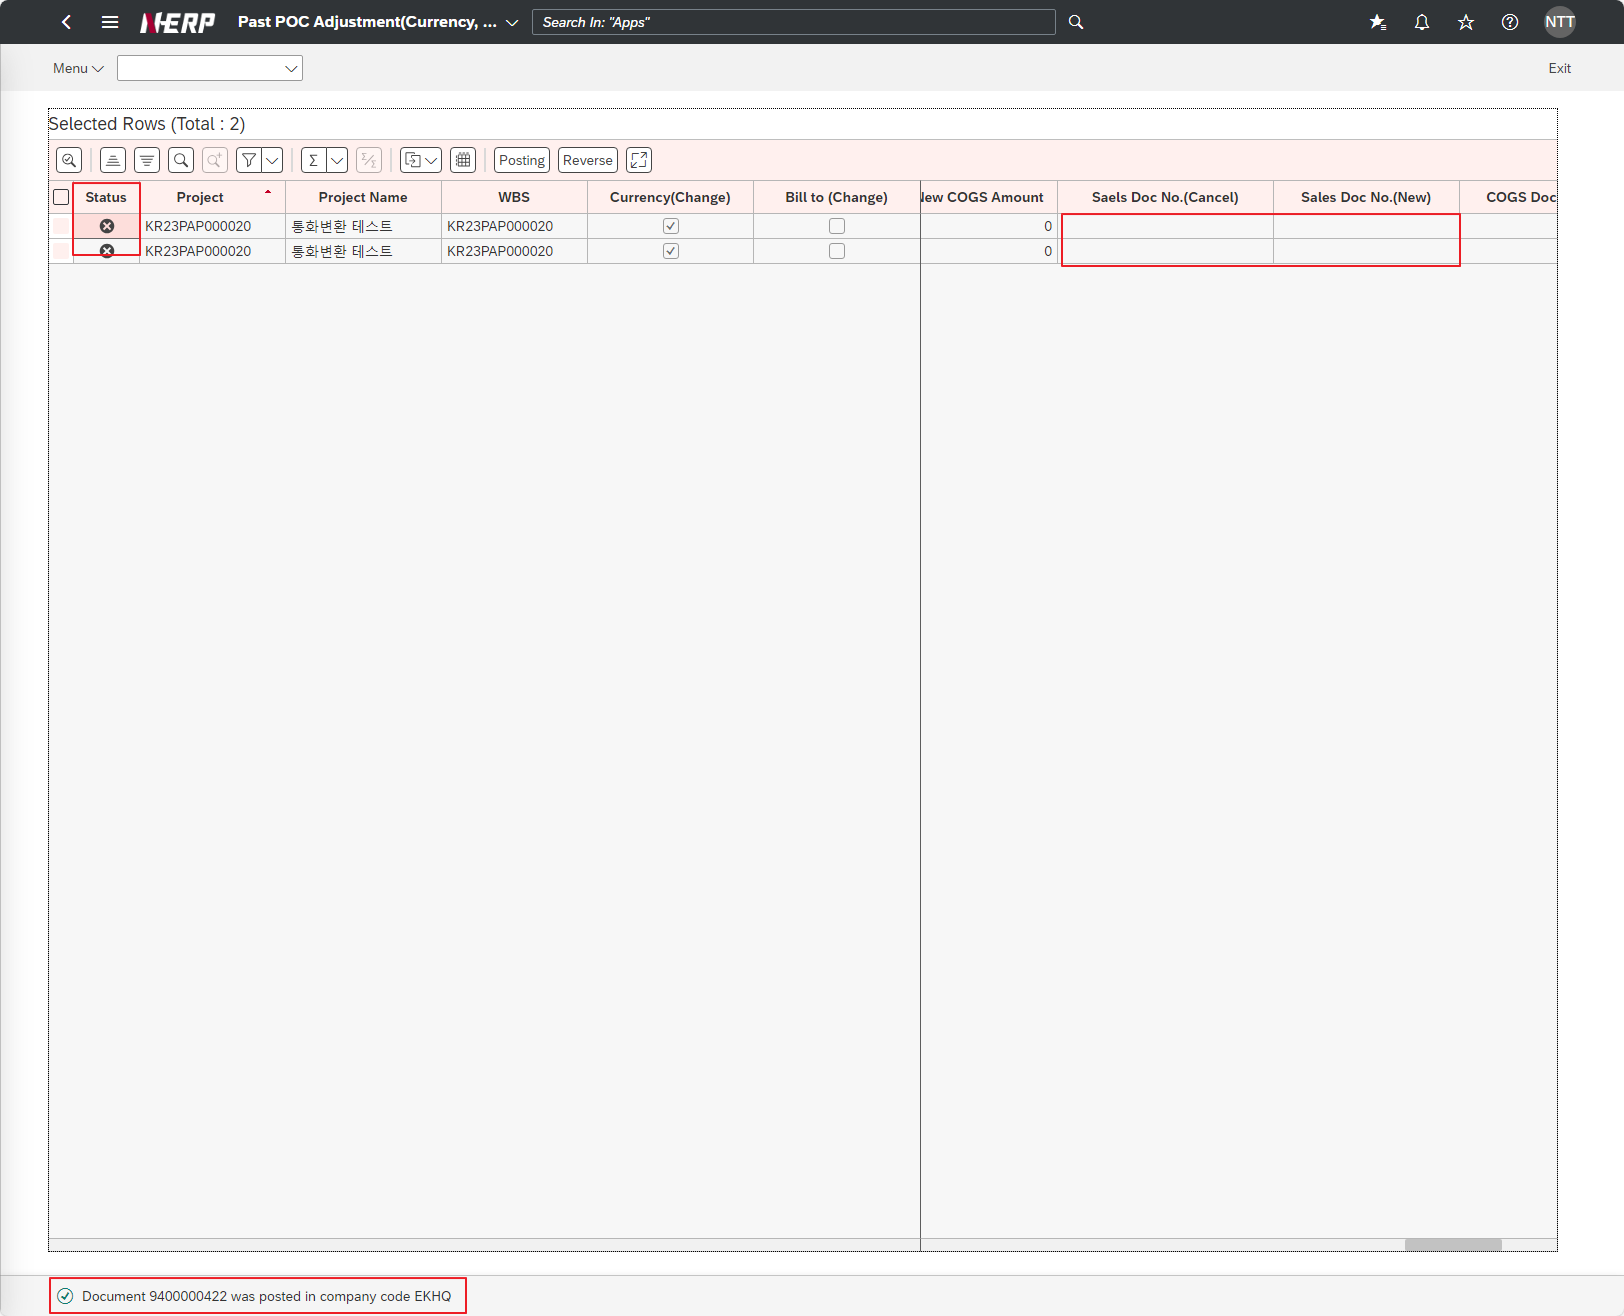 HERP Past POC Adjustment(Currency, ... Search In: "Apps" NTT
Menu Exit
Selected Rows (Total : 2)
Posting Reverse
Status Project Project Name WBS Currency(Change) Bill to (Change) New COGS Amount Saels Doc No.(Cancel) Sales Doc No.(New) COGS Doc
KR23PAP000020 통화변환 테스트 KR23PAP000020 0
KR23PAP000020 통화변환 테스트 KR23PAP000020 0
Document 9400000422 was posted in company code EKHQ